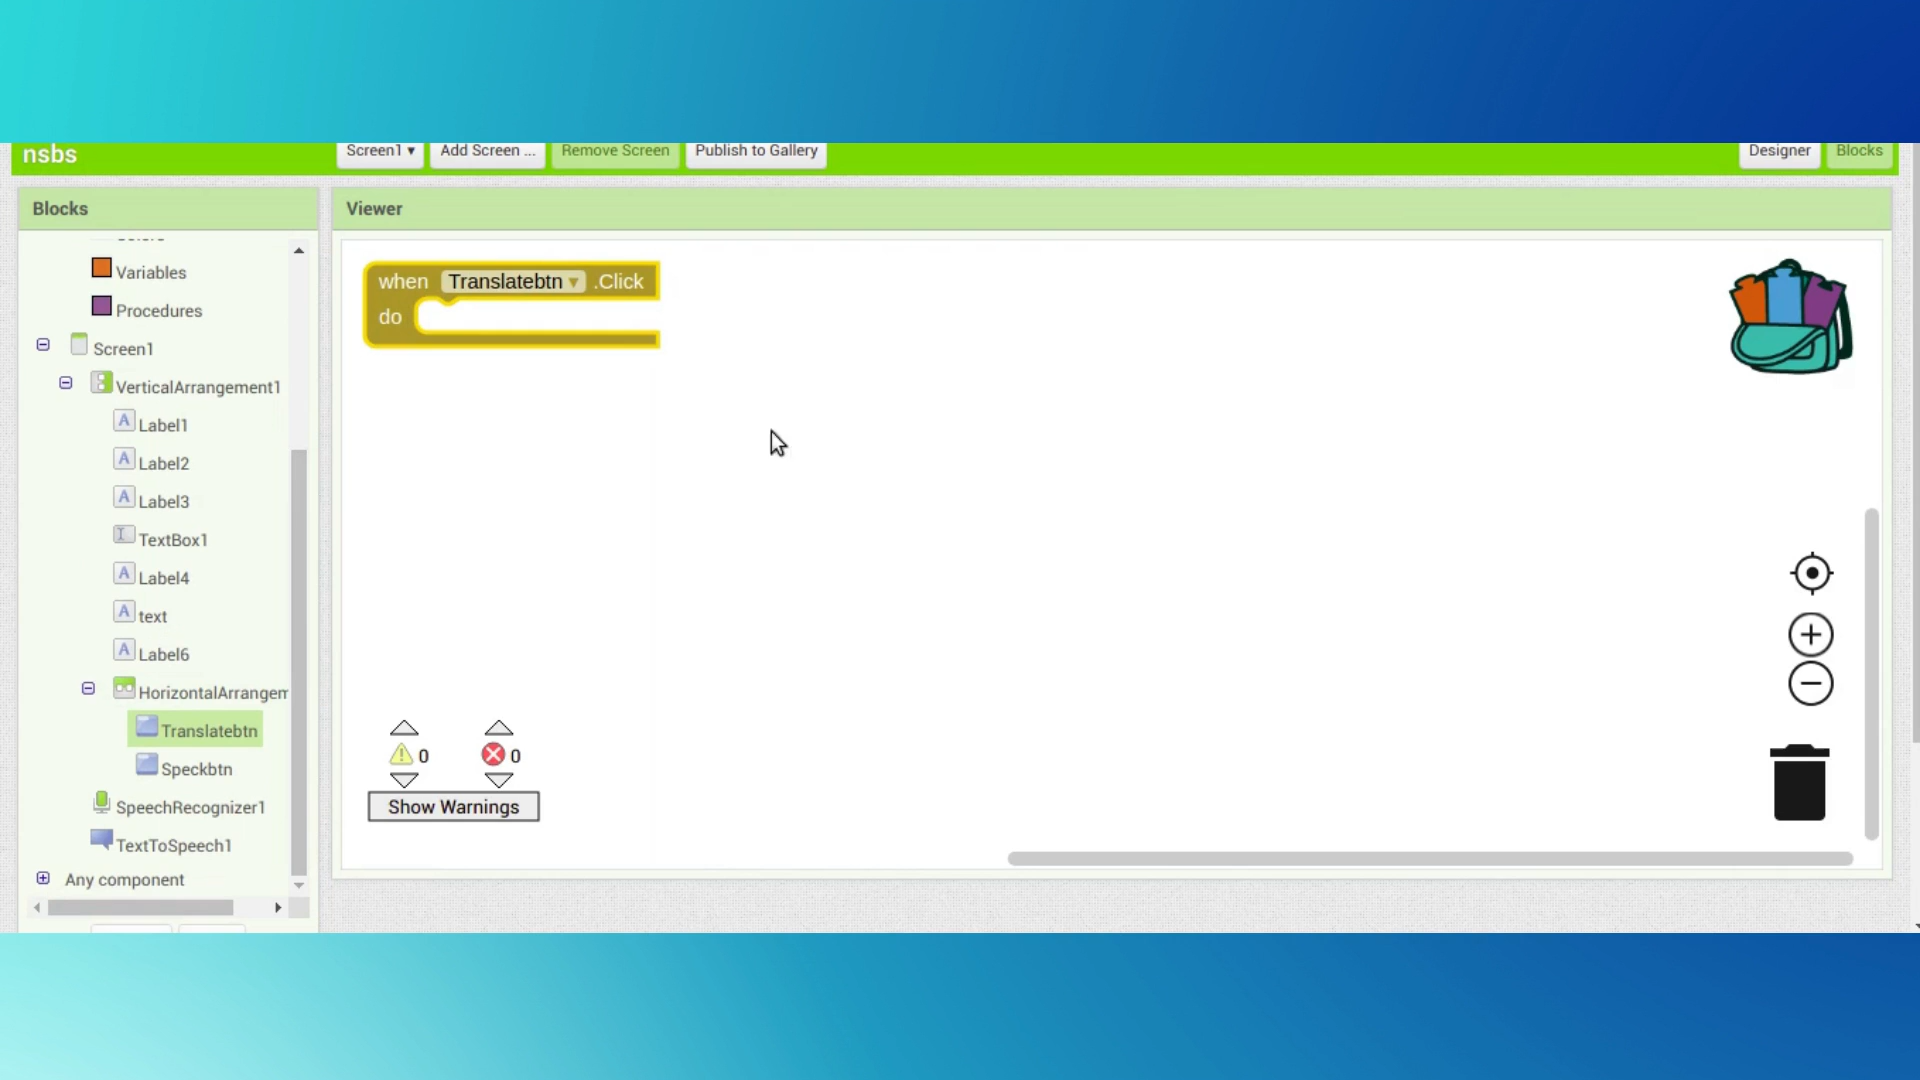 nsbs
Screen1 ▾
Add Screen ...
Remove Screen
Publish to Gallery
Designer
Blocks
Blocks
Viewer
Variables
Procedures
Screen1
VerticalArrangement1
Label1
Label2
Label3
TextBox1
Label4
text
Label6
HorizontalArrangem
Translatebtn
Speckbtn
SpeechRecognizer1
TextToSpeech1
Any component
when Translatebtn ▾ .Click
do
0
0
Show Warnings